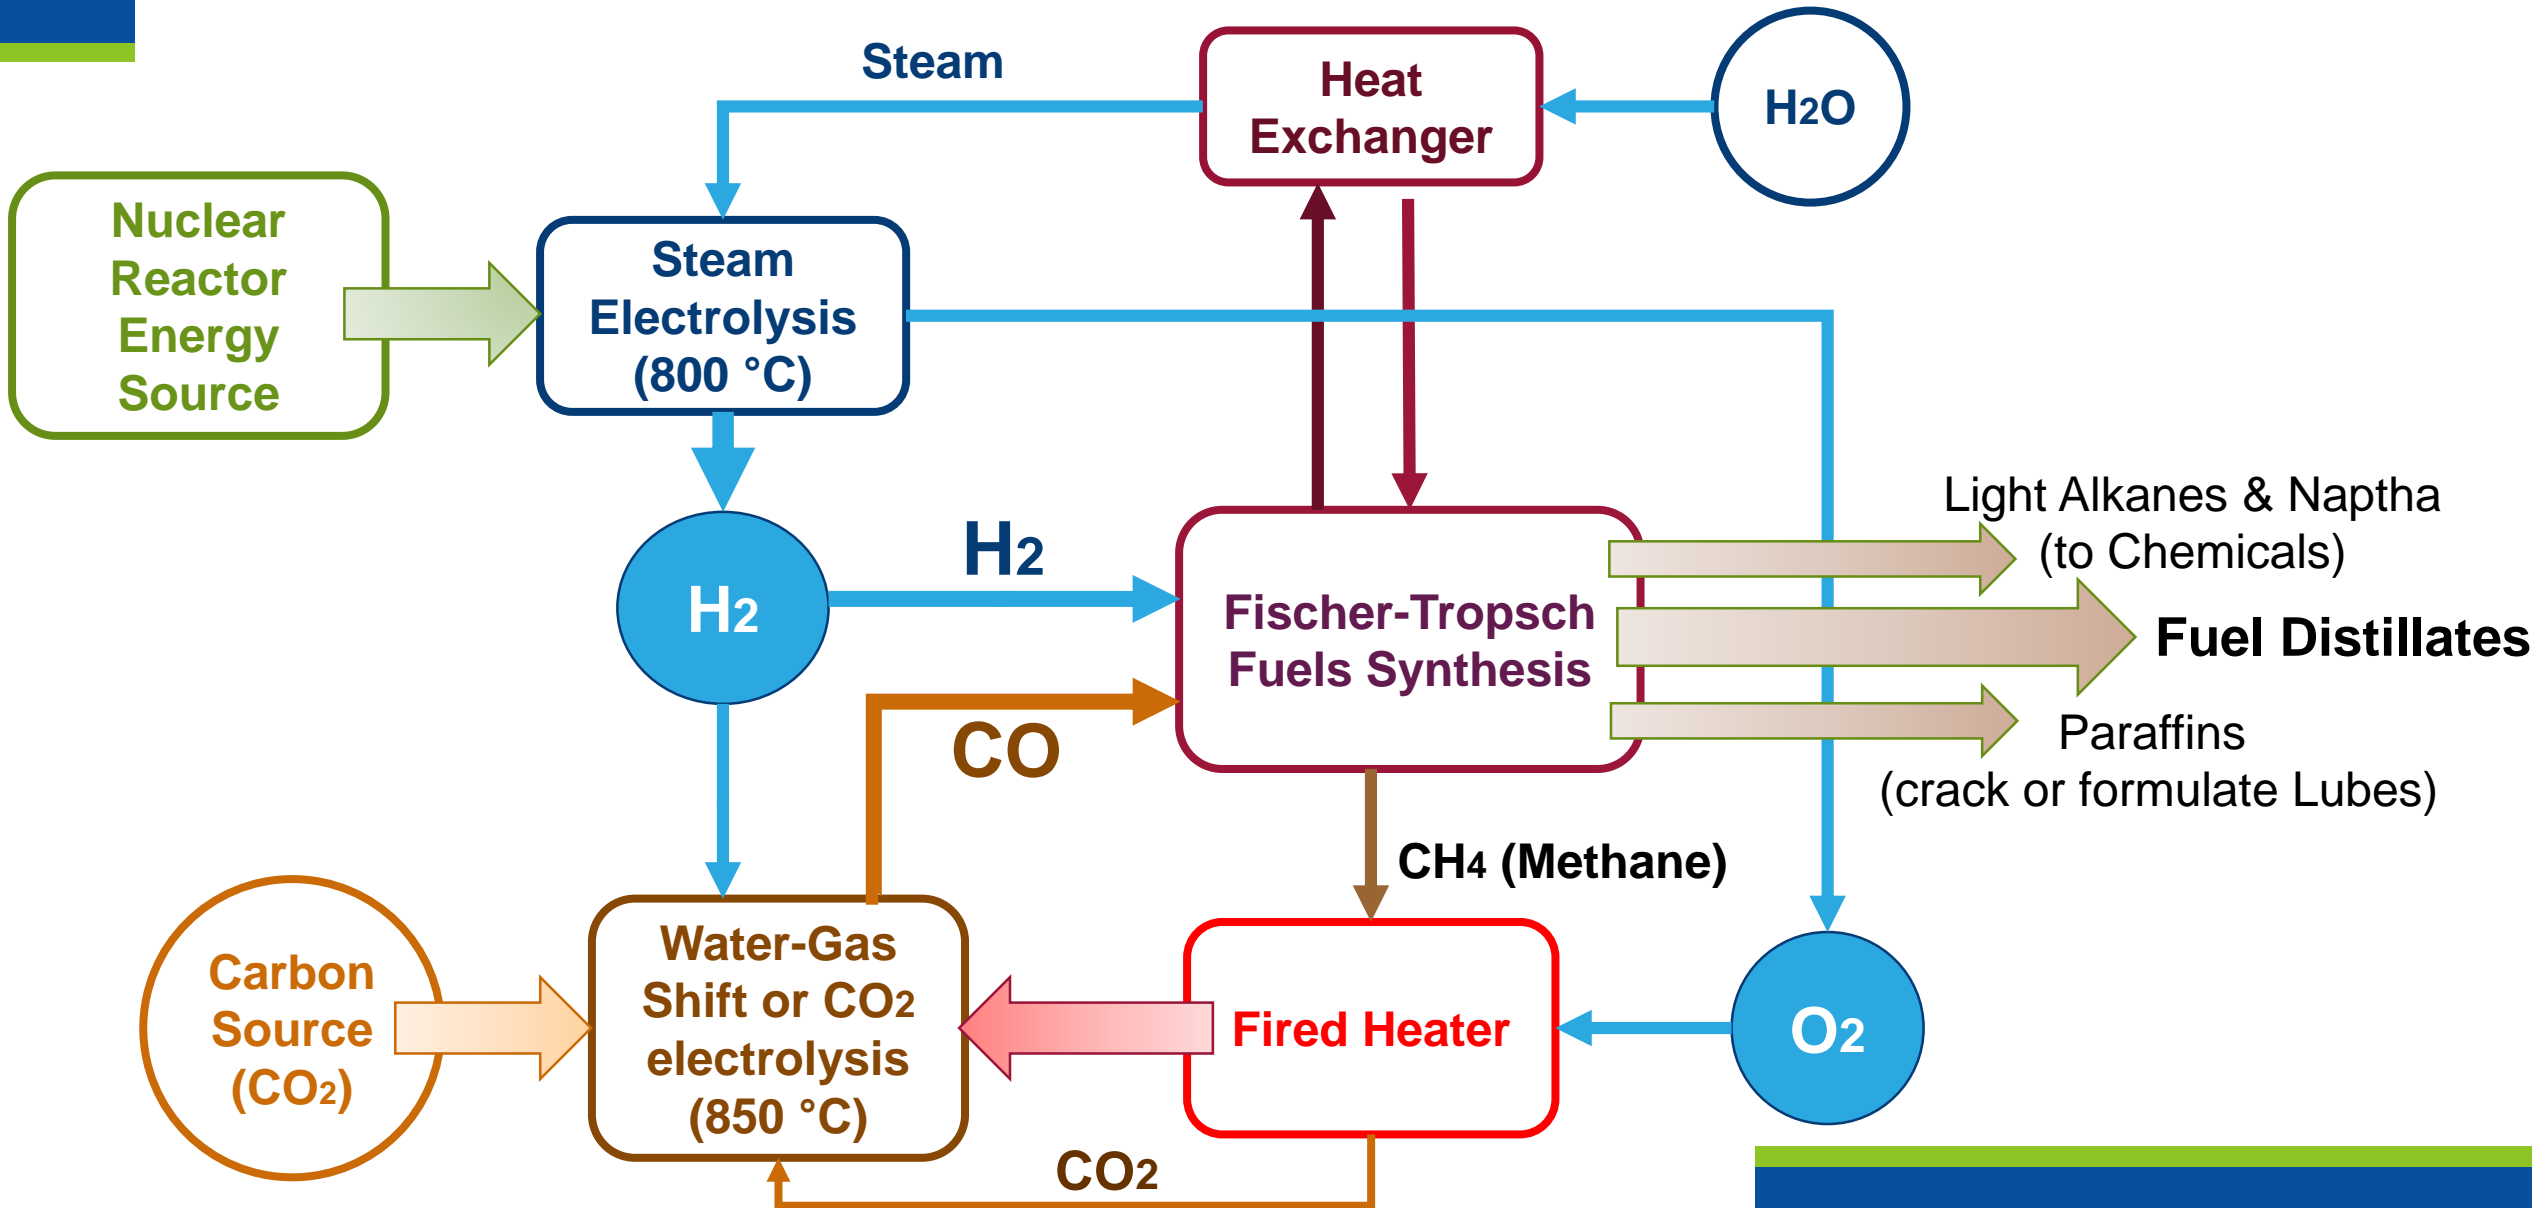 Steam
Heat
Exchanger
H2O
Nuclear
Reactor
Energy
Source
Steam
Electrolysis
(800 °C)
H2
H2
Light Alkanes & Naptha
(to Chemicals)
Fischer-Tropsch
Fuels Synthesis
Fuel Distillates
CO
Paraffins
(crack or formulate Lubes)
CH4 (Methane)
Carbon
Source
(CO2)
Water-Gas
Shift or CO2
electrolysis
(850 °C)
Fired Heater
O2
CO2